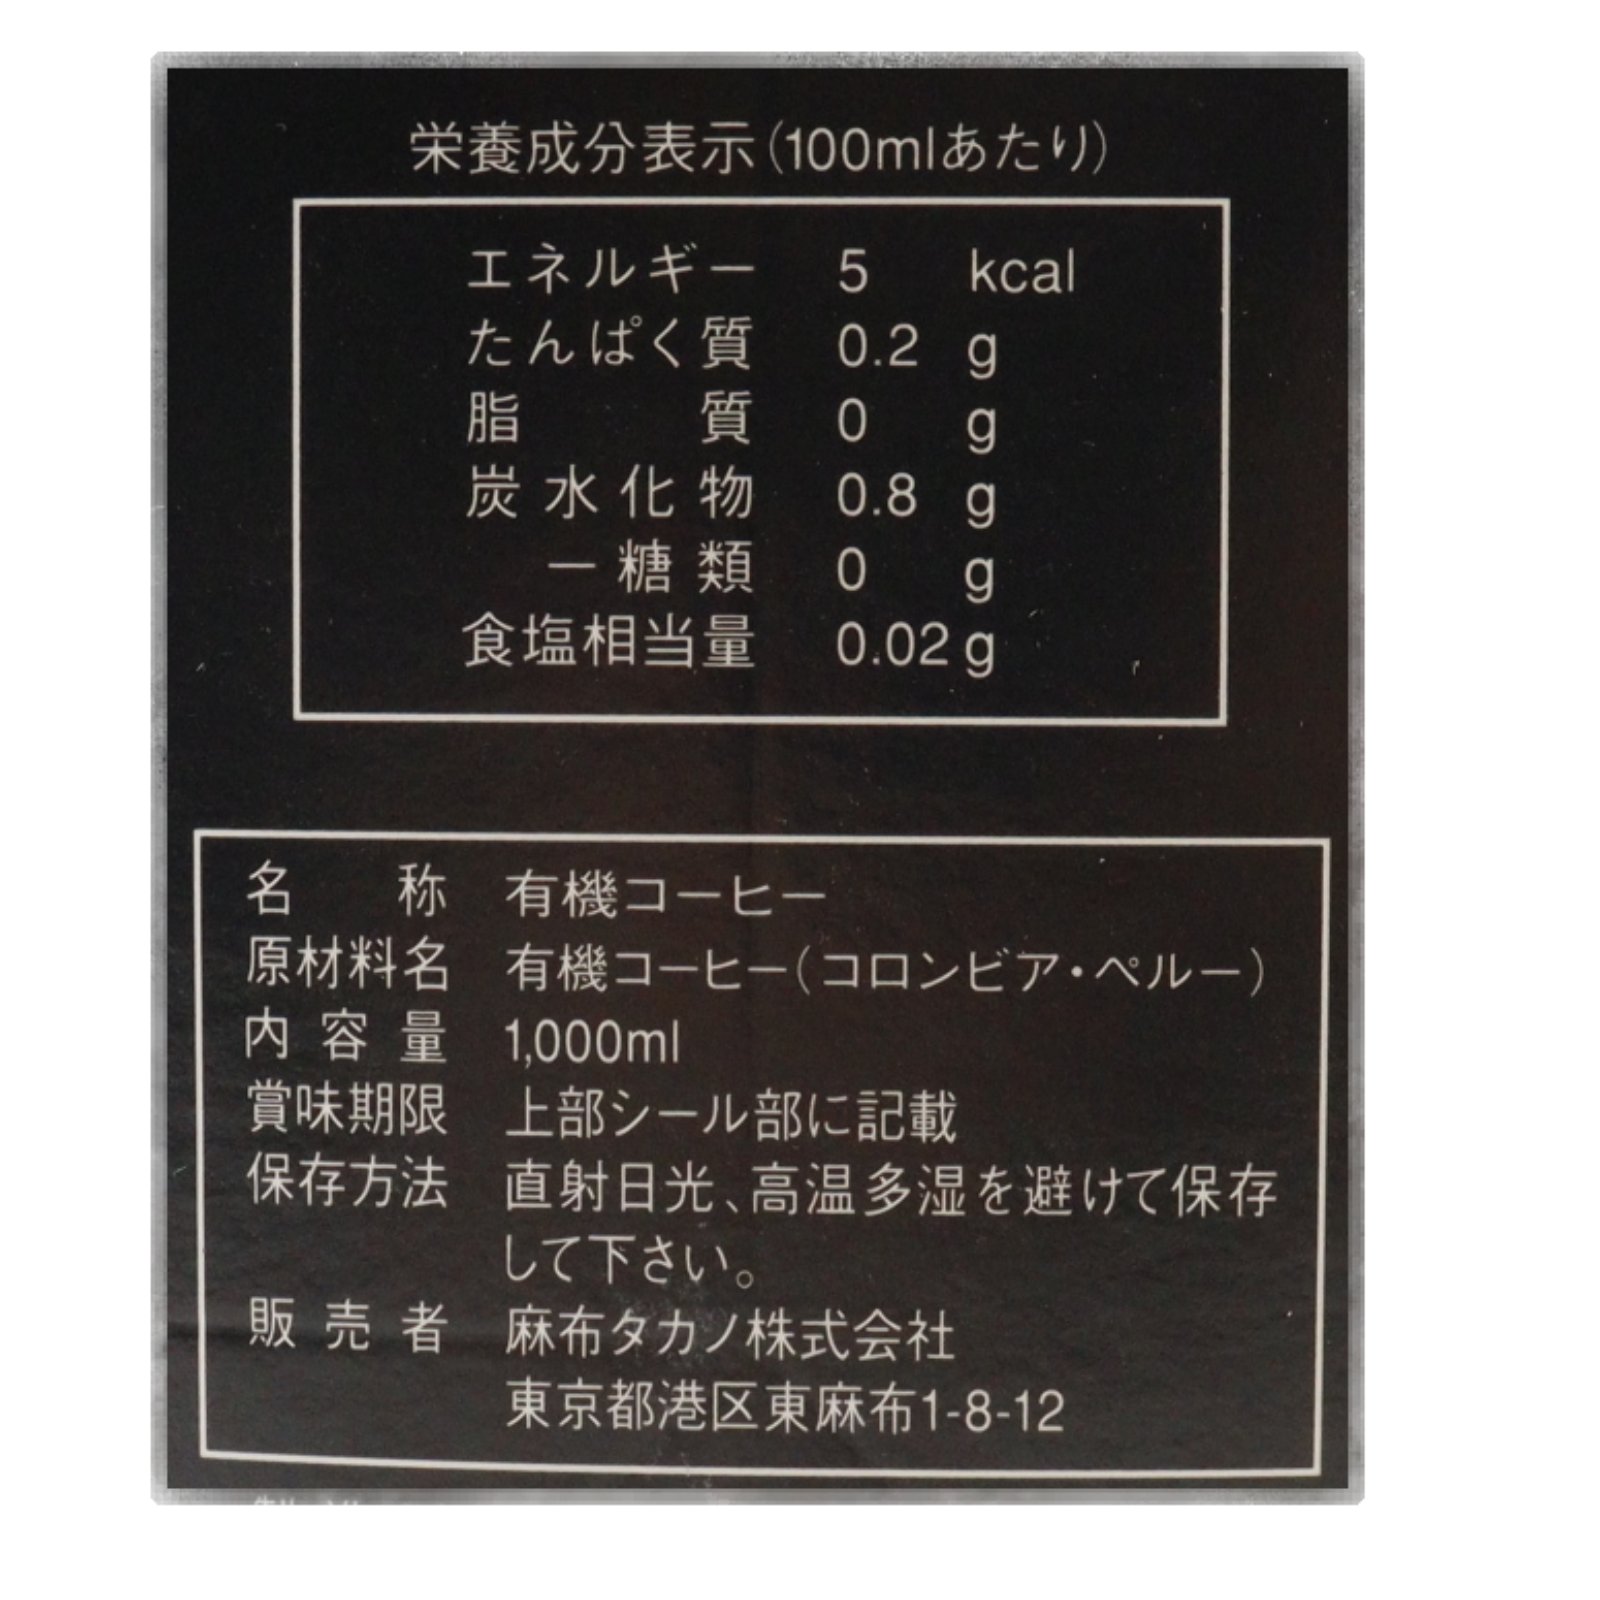 栄養成分表示(100mlあたり)
エネルギー 5 kcal
たんぱく質 0.2 g
脂質 0 g
炭水化物 0.8 g
ー糖類 0 g
食塩相当量 0.02 g
名称 有機コーヒー
原材料名 有機コーヒー(コロンビア・ペルー)
内容量 1,000ml
賞味期限 上部シール部に記載
保存方法 直射日光、高温多湿を避けて保存
して下さい。
販売者 麻布タカノ株式会社
東京都港区東麻布1-8-12